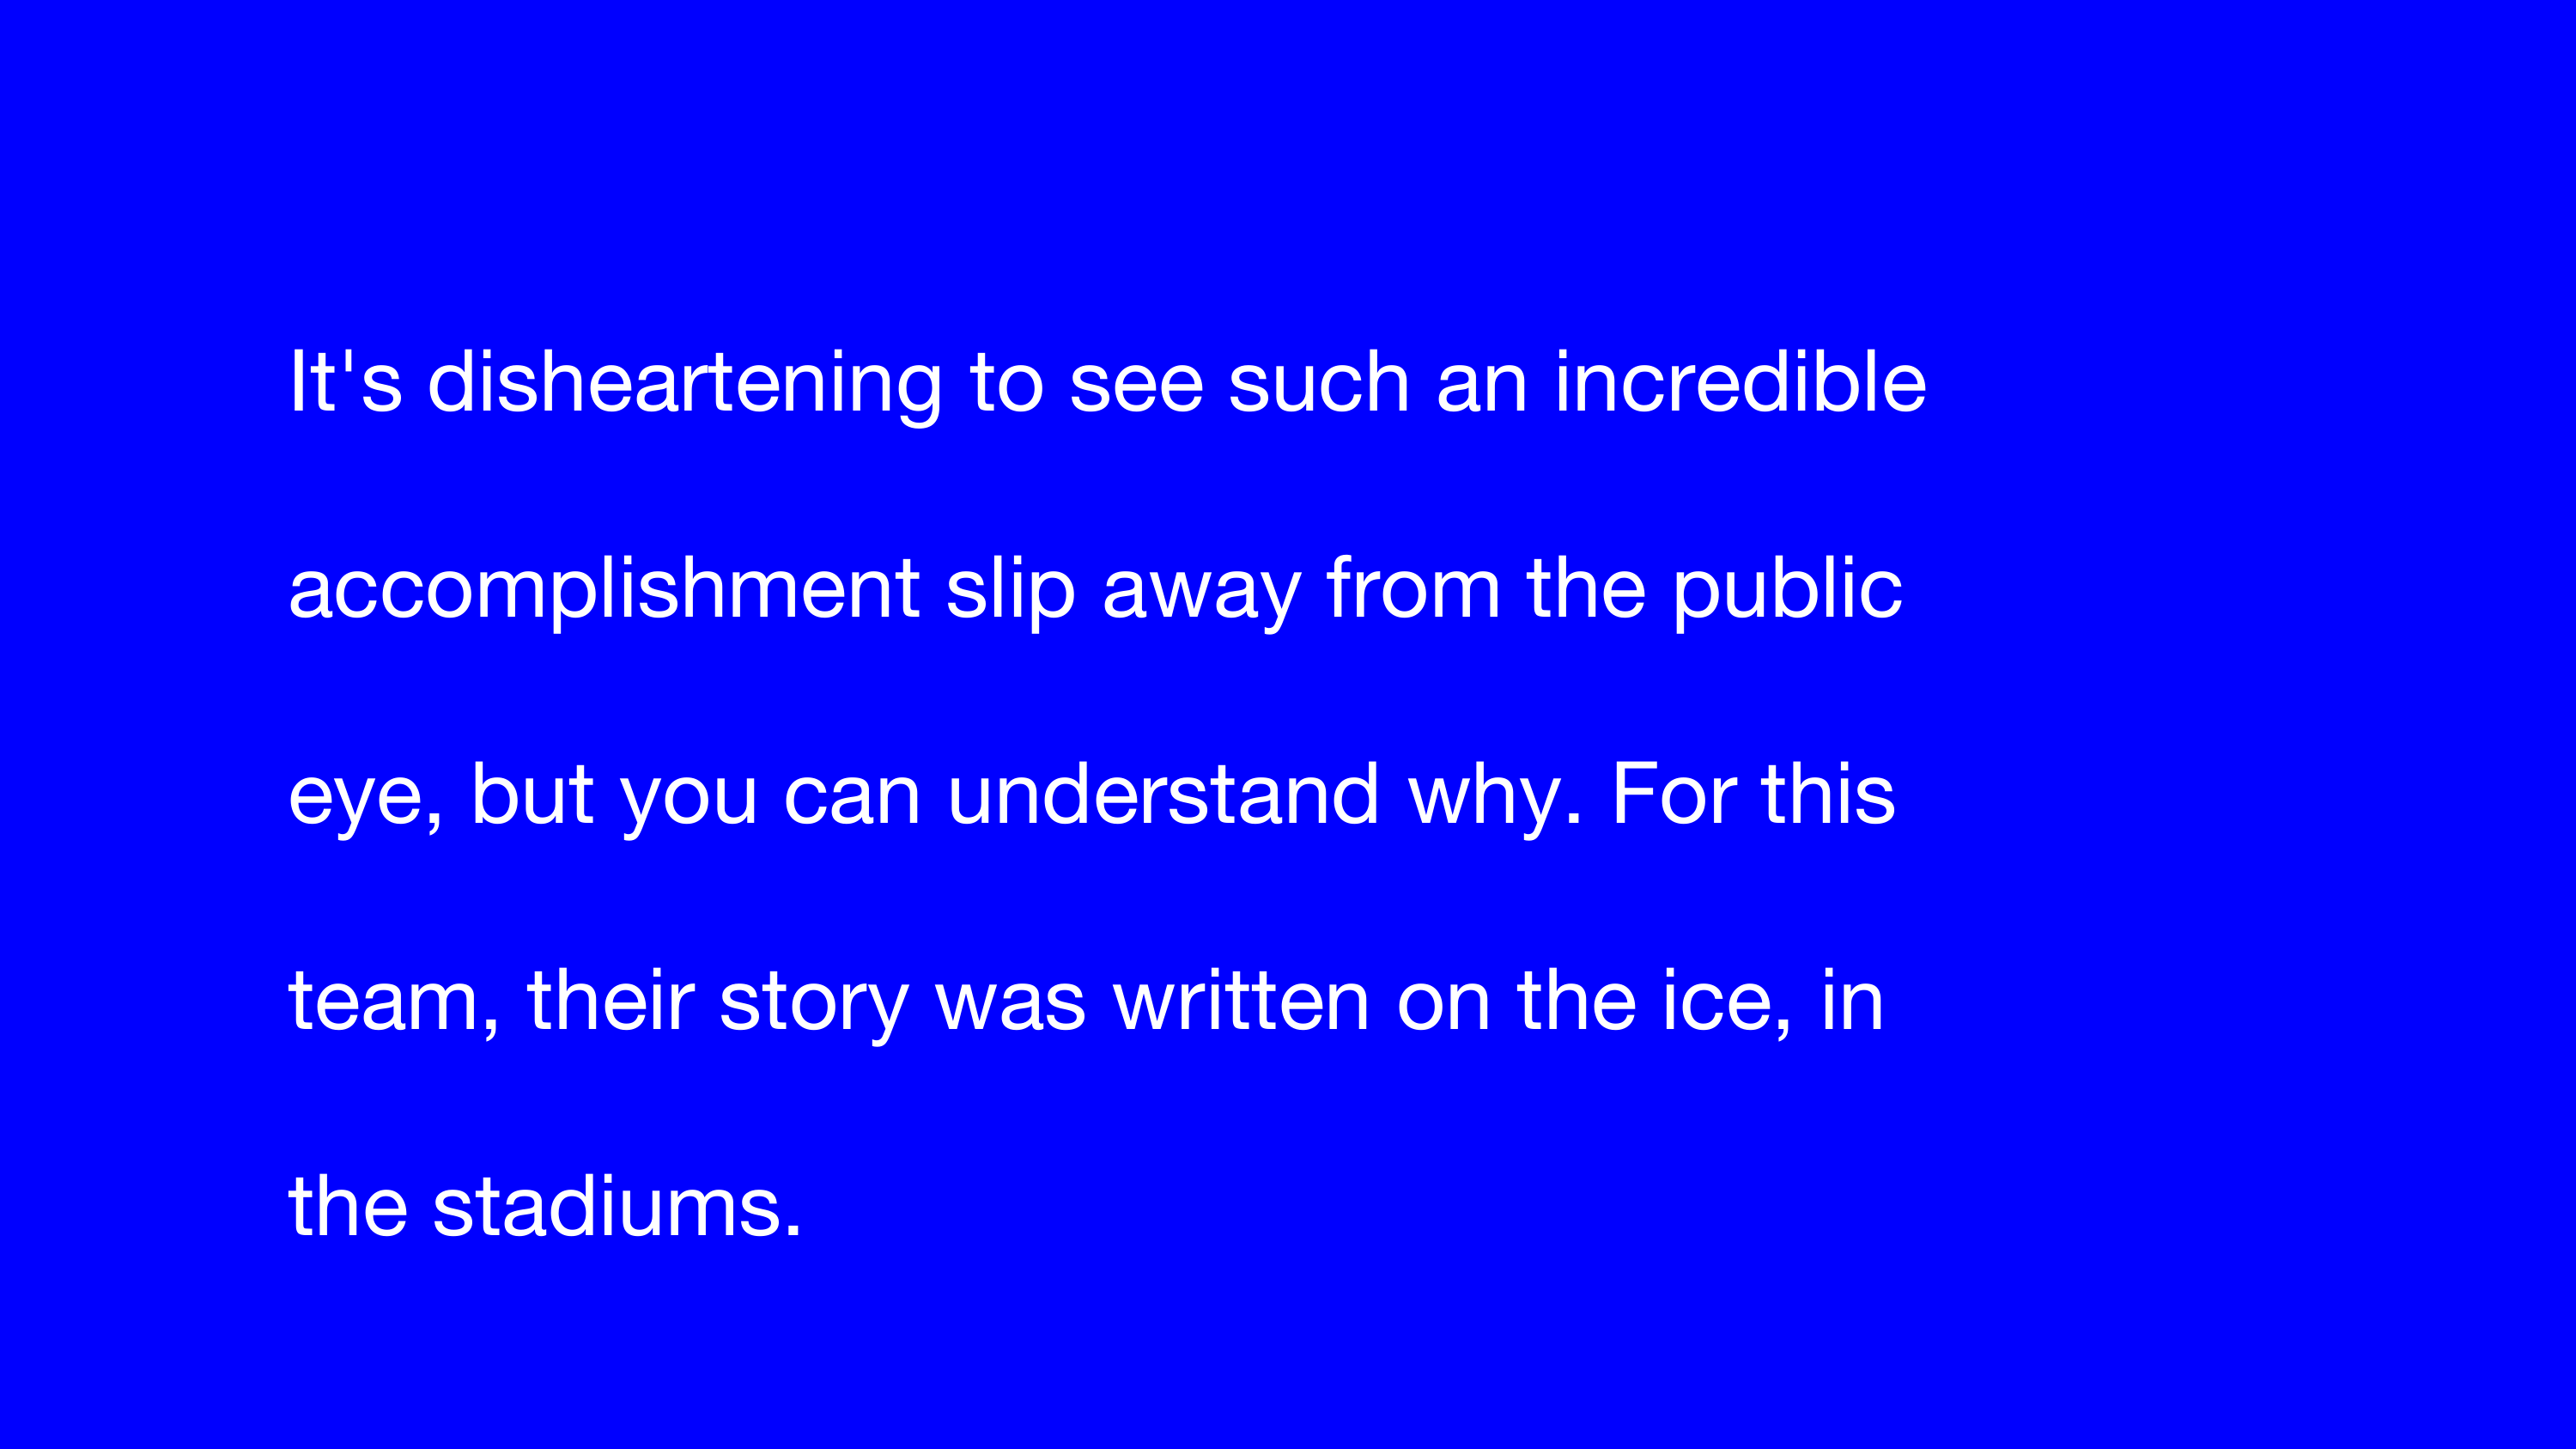 It's disheartening to see such an incredible
accomplishment slip away from the public
eye, but you can understand why. For this
team, their story was written on the ice, in
the stadiums.